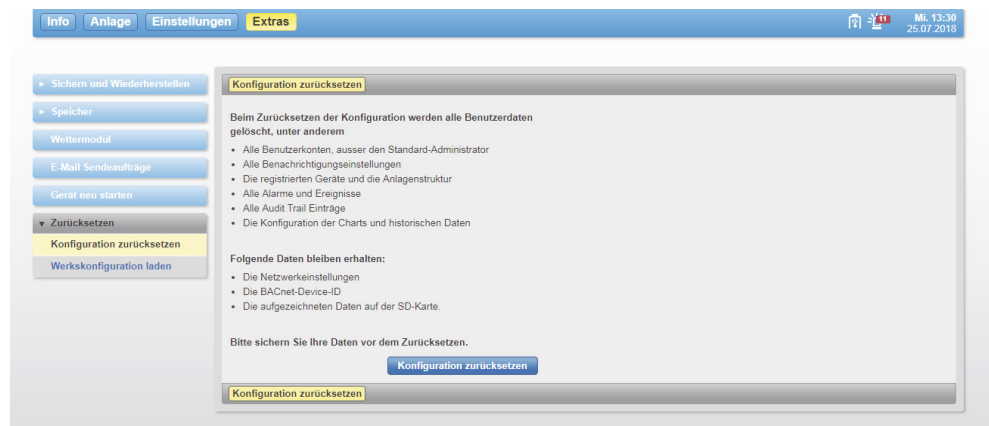 Info Anlage Einstellungen Extras
11
Mi. 13:30
25.07.2018
Sichern und Wiederherstellen
Speicher
Wettermodul
E-Mail Sendeaufträge
Gerät neu starten
Zurücksetzen
Konfiguration zurücksetzen
Werkskonfiguration laden
Konfiguration zurücksetzen
Beim Zurücksetzen der Konfiguration werden alle Benutzerdaten
gelöscht, unter anderem
• Alle Benutzerkonten, ausser den Standard-Administrator
• Alle Benachrichtigungseinstellungen
• Die registrierten Geräte und die Anlagenstruktur
• Alle Alarme und Ereignisse
• Alle Audit Trail Einträge
• Die Konfiguration der Charts und historischen Daten
Folgende Daten bleiben erhalten:
• Die Netzwerkeinstellungen
• Die BACnet-Device-ID
• Die aufgezeichneten Daten auf der SD-Karte.
Bitte sichern Sie Ihre Daten vor dem Zurücksetzen.
Konfiguration zurücksetzen
Konfiguration zurücksetzen